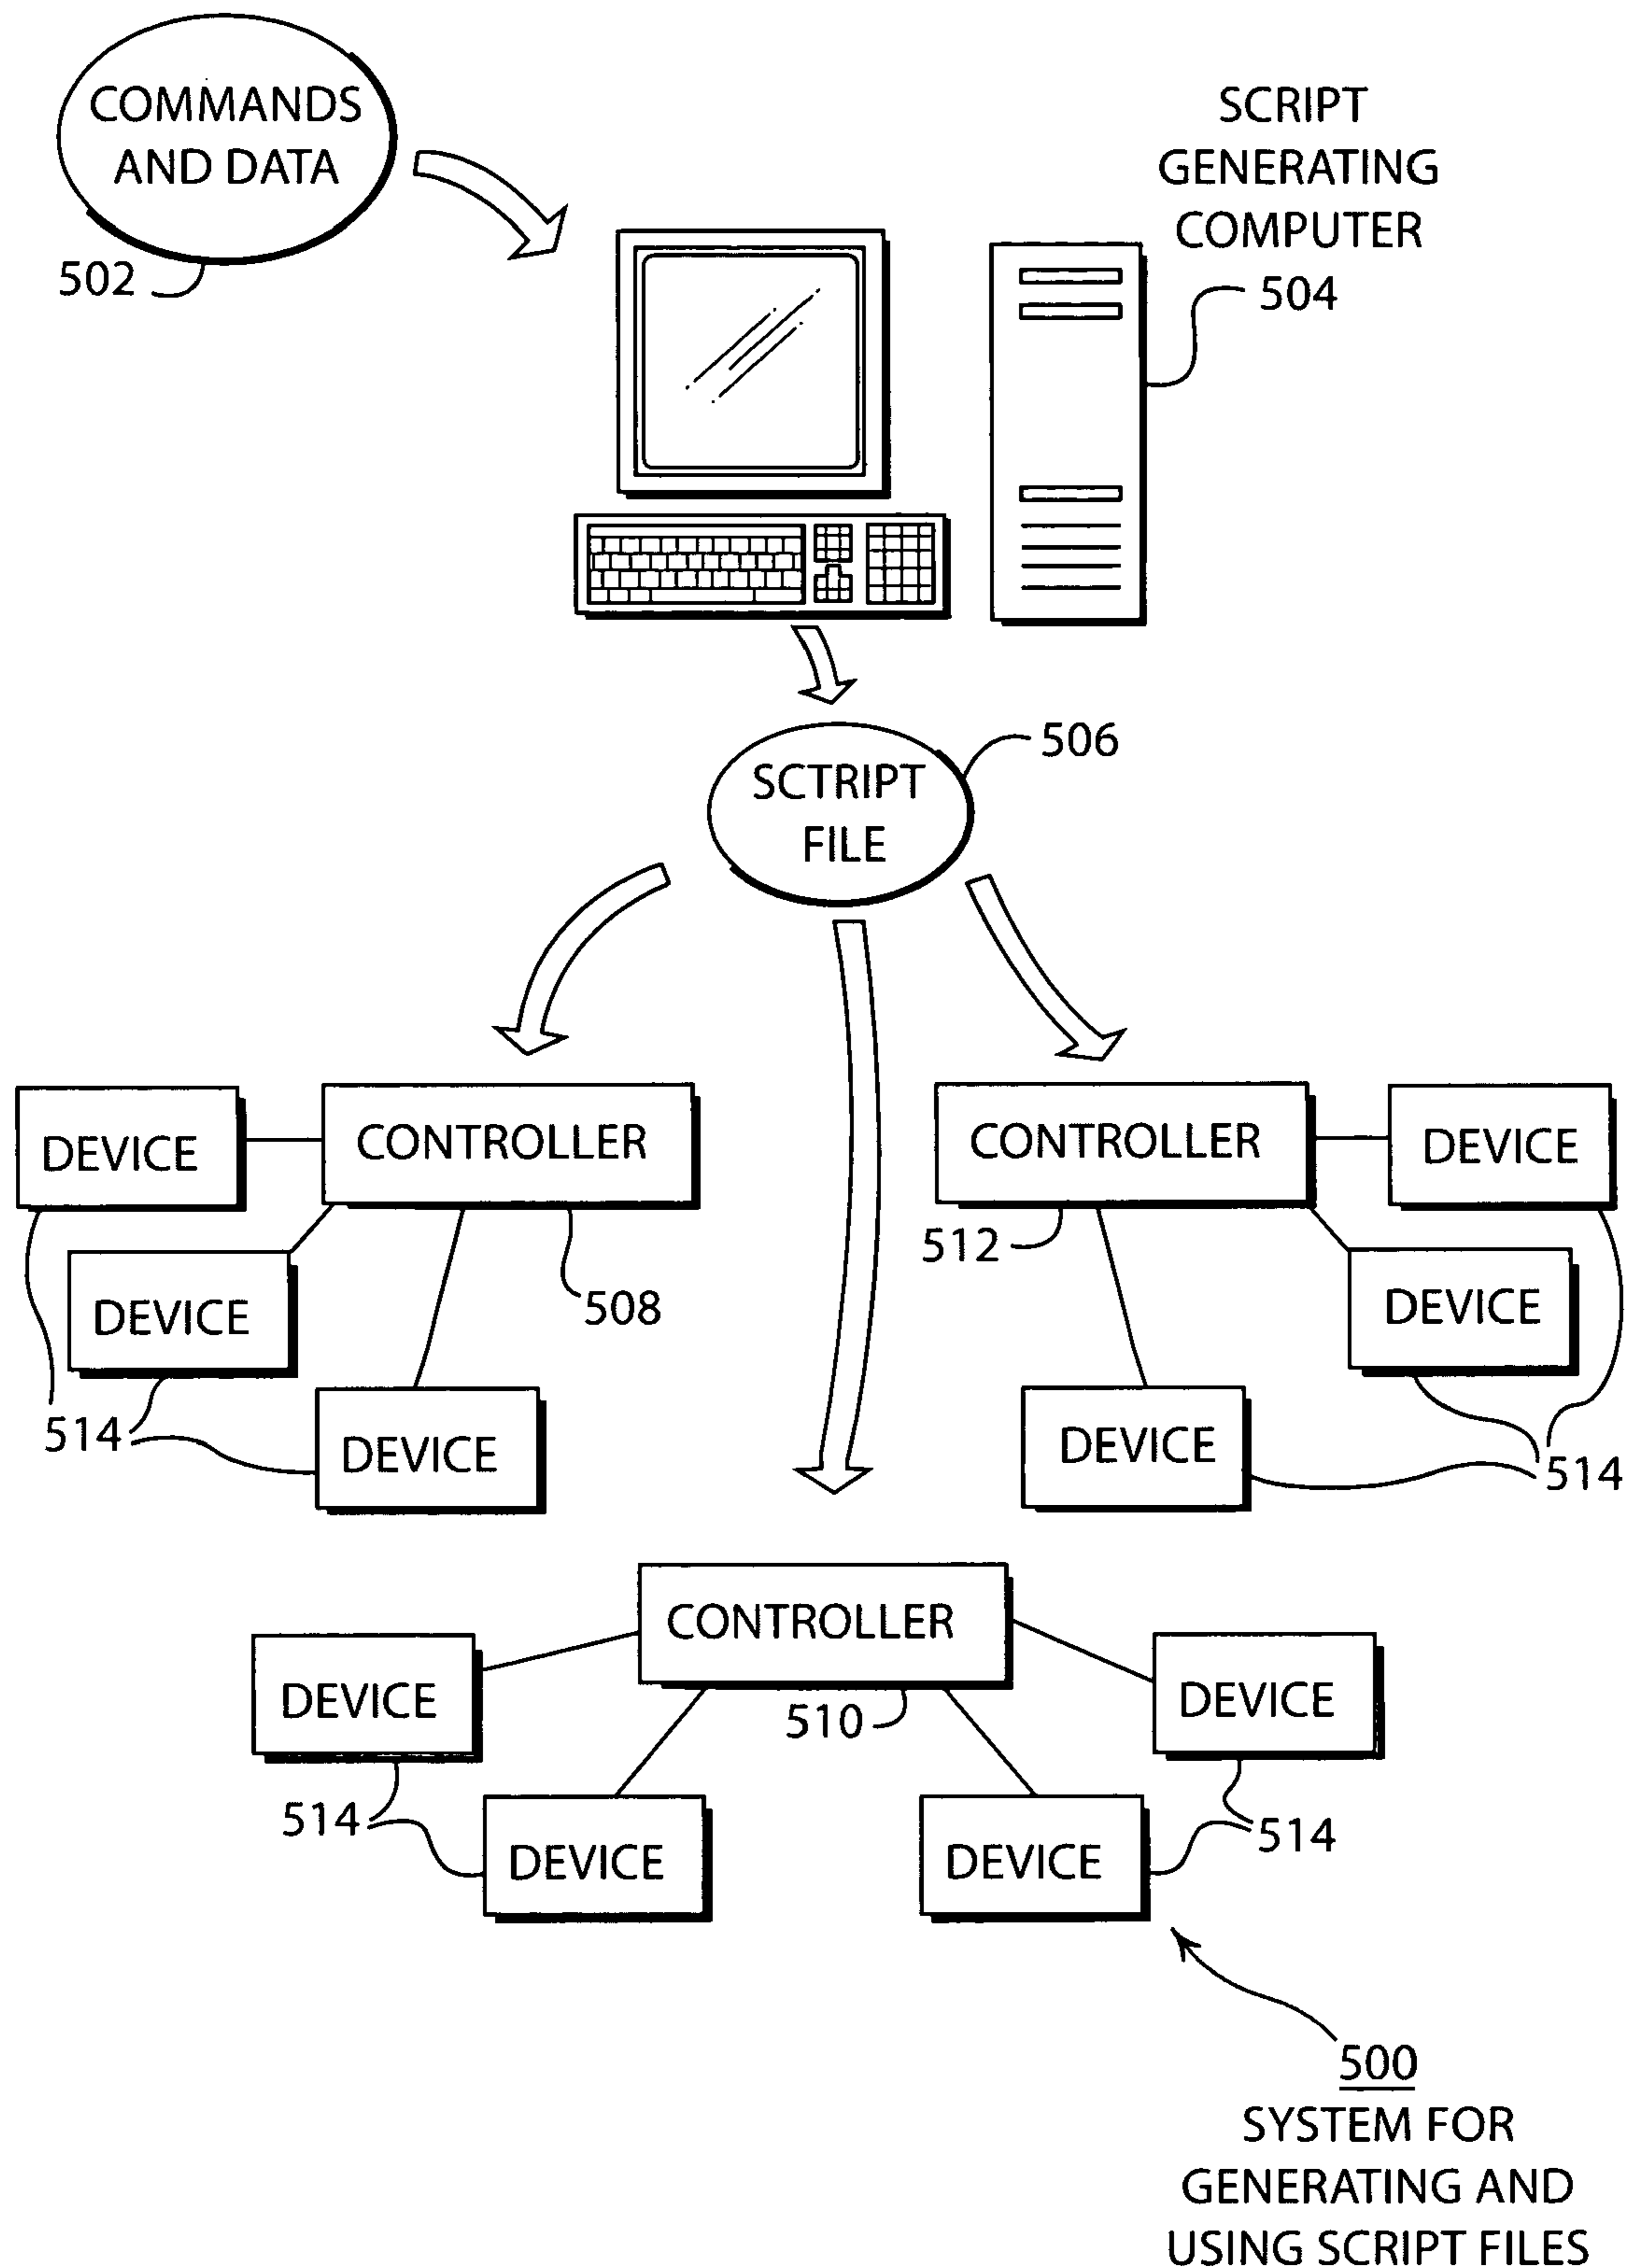 COMMANDS
AND DATA
502
SCRIPT
GENERATING
COMPUTER
504
506
SCTRIPT
FILE
CONTROLLER
508
DEVICE
DEVICE
DEVICE
514
CONTROLLER
512
DEVICE
DEVICE
DEVICE
514
CONTROLLER
510
DEVICE
DEVICE
514
DEVICE
DEVICE
514
500
SYSTEM FOR
GENERATING AND
USING SCRIPT FILES